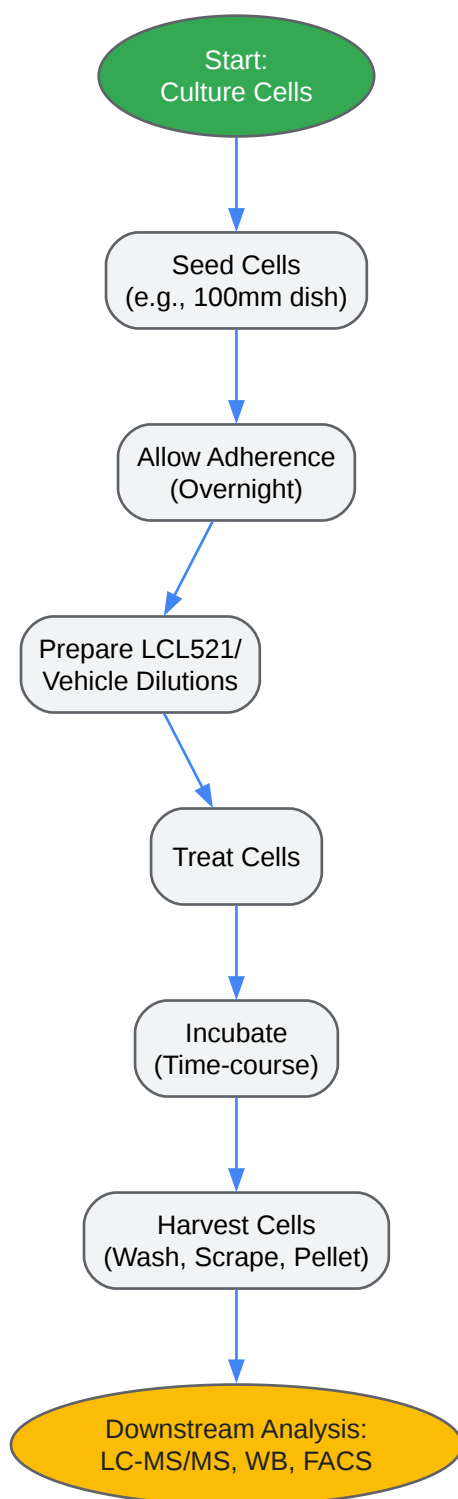 Start:
Culture Cells
Seed Cells
(e.g., 100mm dish)
Allow Adherence
(Overnight)
Prepare LCL521/
Vehicle Dilutions
Treat Cells
Incubate
(Time-course)
Harvest Cells
(Wash, Scrape, Pellet)
Downstream Analysis:
LC-MS/MS, WB, FACS